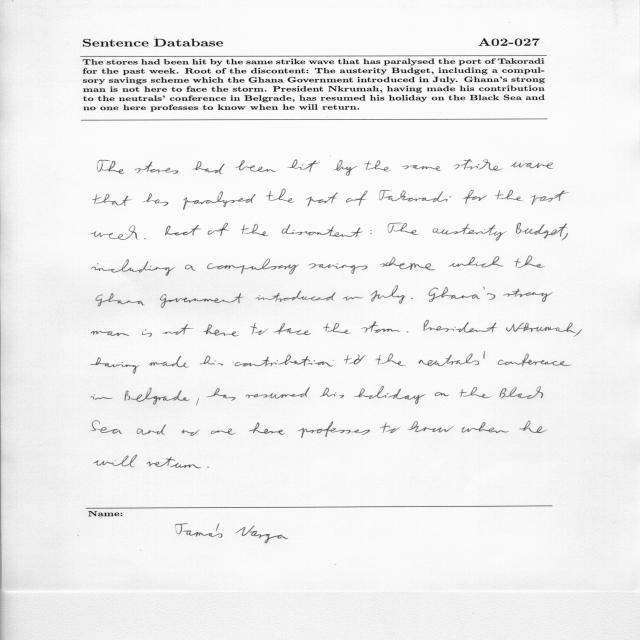 Sentence Database A02-027
The stores had been hit by the same strike wave that has paralysed the port of Takoradi
for the past week. Root of the discontent: The austerity Budget, including a compul-
sory savings scheme which the Ghana Government introduced in July. Ghana's strong
man is not here to face the storm. President Nkrumah, having made his contribution
to the neutrals' conference in Belgrade, has resumed his holiday on the Black Sea and
no one here professes to know when he will return.
The stores had been hit by the same strike wave
that has paralysed the port of Takoradi for the past
week. Root of the discontent: The austerity Budget,
including a compulsory savings sheme which the
Ghana Government introduced in July. Ghana's strong
man is not here to face the storm. President Nkrumah,
having made his contribution to the neutrals' conference
in Belgrade, has resumed his holiday on the Black
Sea and no one here professes to know when he
will return.
Name:
Tamás Varga